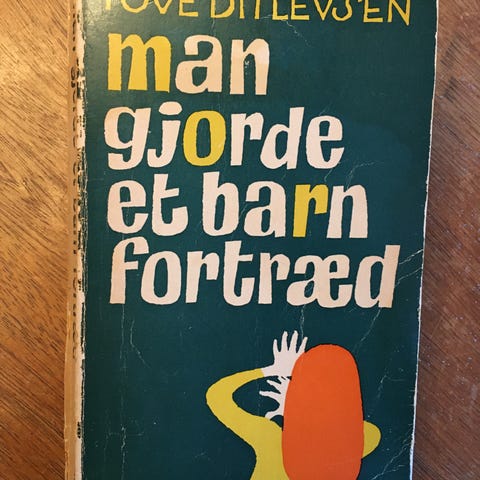 TOVE DITLEVSEN
man
gjorde
et barn
fortræd